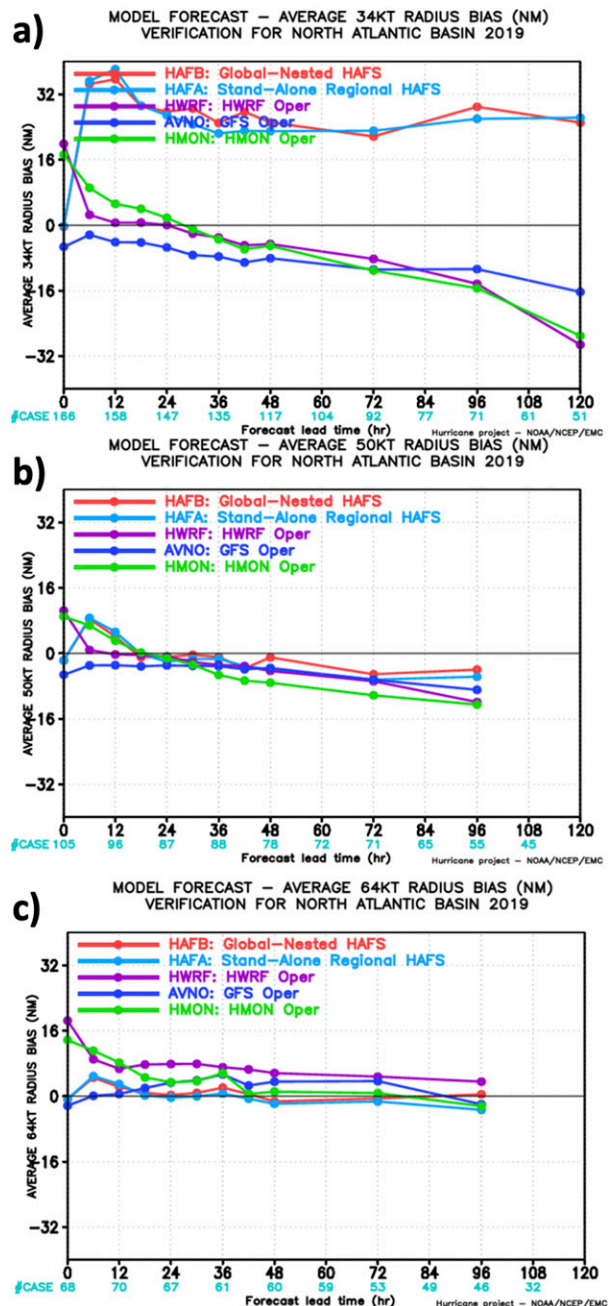 a)
MODEL FORECAST – AVERAGE 34KT RADIUS BIAS (NM)
VERIFICATION FOR NORTH ATLANTIC BASIN 2019
AVERAGE 34KT RADIUS BIAS (NM)
32
16
0
−16
−32
HAFB: Global−Nested HAFS
HAFA: Stand−Alone Regional HAFS
HWRF: HWRF Oper
AVNO: GFS Oper
HMON: HMON Oper
0 12 24 36 48 60 72 84 96 108 120
#CASE 166 158 147 135 117 104 92 77 71 61 51
Forecast lead time (hr)
Hurricane project – NOAA/NCEP/EMC
b)
MODEL FORECAST – AVERAGE 50KT RADIUS BIAS (NM)
VERIFICATION FOR NORTH ATLANTIC BASIN 2019
AVERAGE 50KT RADIUS BIAS (NM)
32
16
0
−16
−32
HAFB: Global−Nested HAFS
HAFA: Stand−Alone Regional HAFS
HWRF: HWRF Oper
AVNO: GFS Oper
HMON: HMON Oper
0 12 24 36 48 60 72 84 96 108 120
#CASE 105 96 87 88 78 72 71 65 55 45
Forecast lead time (hr)
Hurricane project – NOAA/NCEP/EMC
c)
MODEL FORECAST – AVERAGE 64KT RADIUS BIAS (NM)
VERIFICATION FOR NORTH ATLANTIC BASIN 2019
AVERAGE 64KT RADIUS BIAS (NM)
32
16
0
−16
−32
HAFB: Global−Nested HAFS
HAFA: Stand−Alone Regional HAFS
HWRF: HWRF Oper
AVNO: GFS Oper
HMON: HMON Oper
0 12 24 36 48 60 72 84 96 108 120
#CASE 68 70 67 61 60 59 53 49 46 32
Forecast lead time (hr)
Hurricane project – NOAA/NCEP/EMC